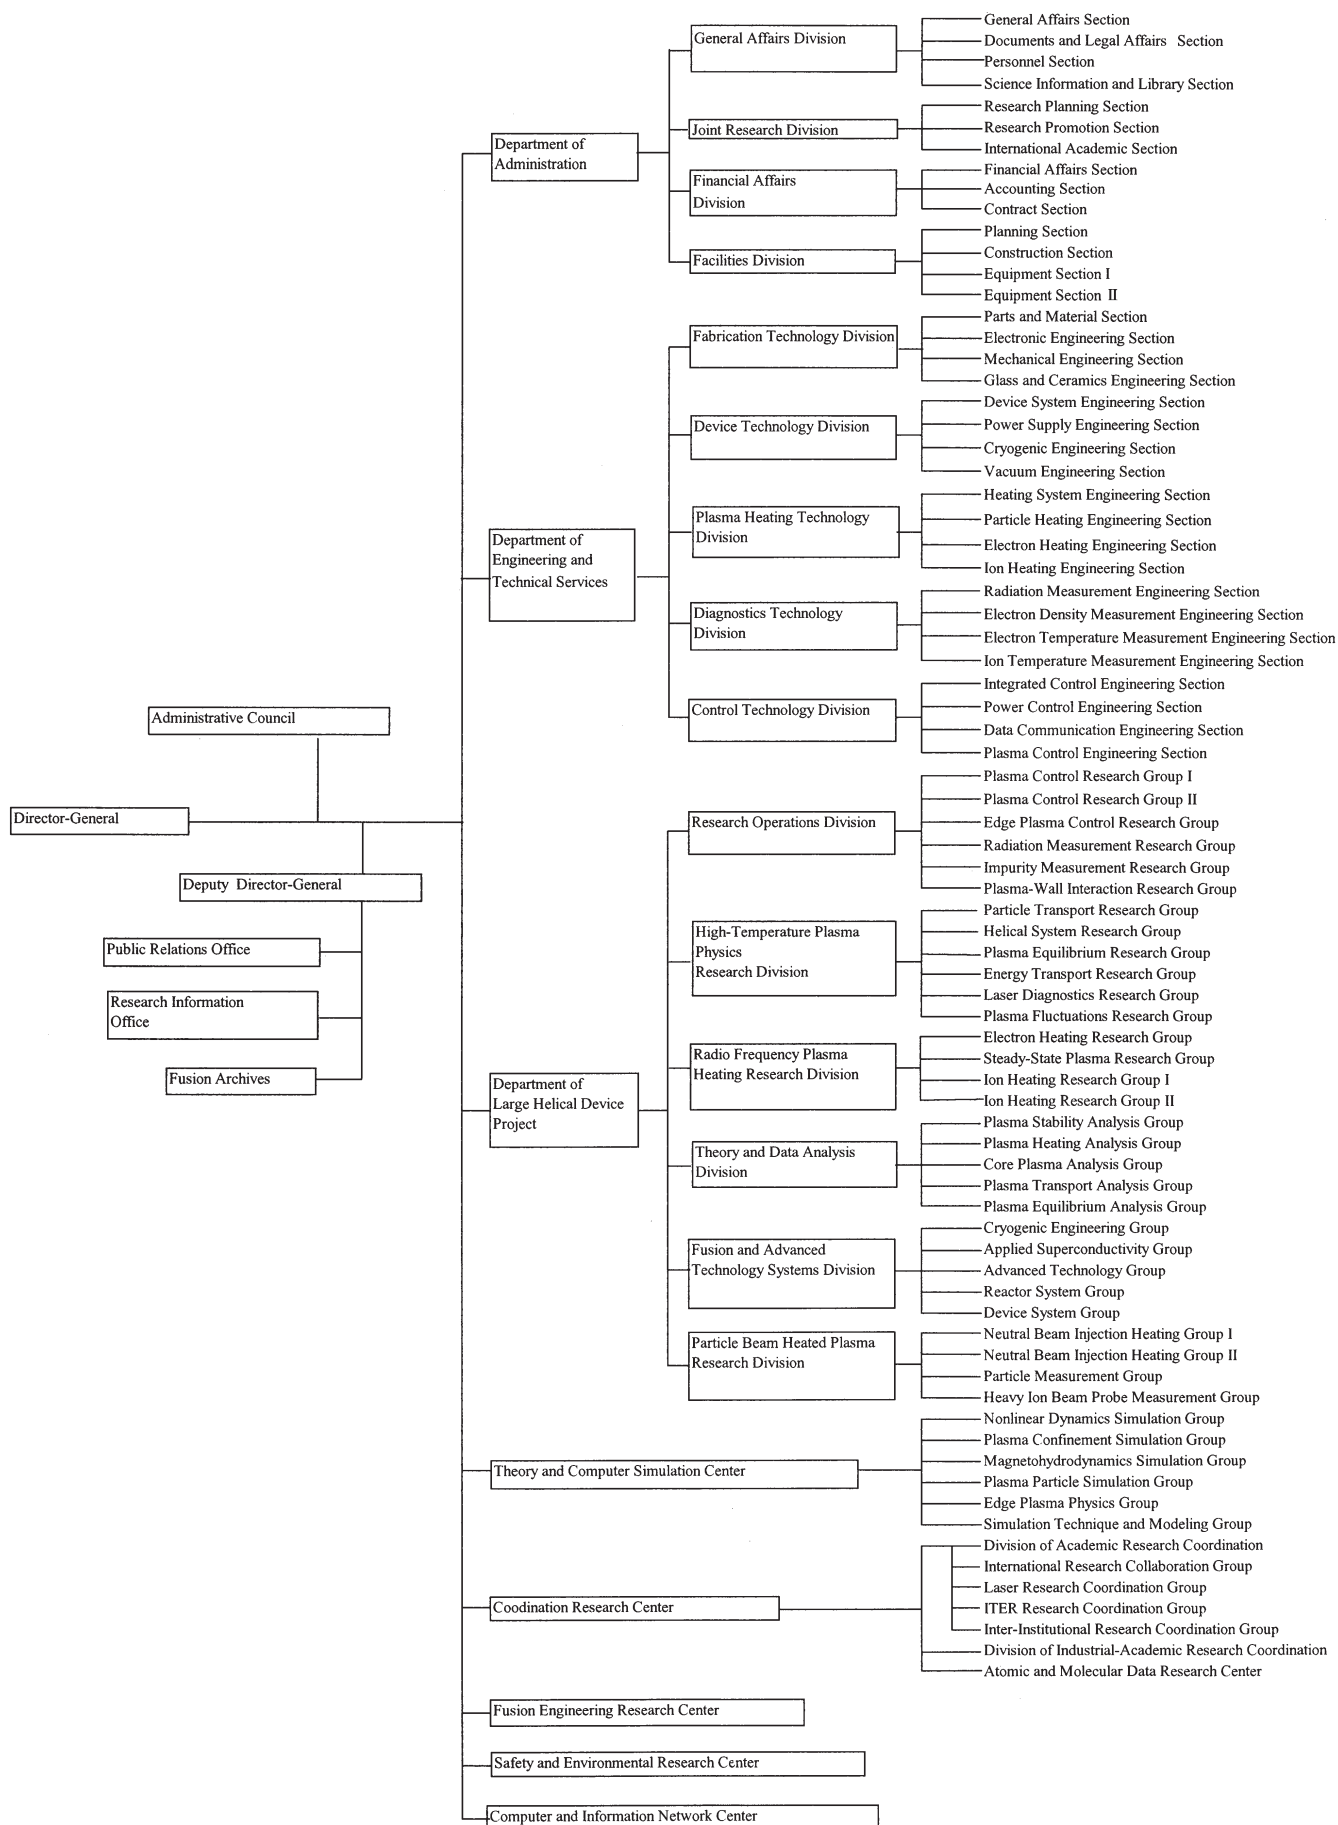 General Affairs Division
General Affairs Section
Documents and Legal Affairs Section
Personnel Section
Science Information and Library Section
Department of
Administration
Joint Research Division
Research Planning Section
Research Promotion Section
International Academic Section
Financial Affairs
Division
Financial Affairs Section
Accounting Section
Contract Section
Facilities Division
Planning Section
Construction Section
Equipment Section I
Equipment Section II
Fabrication Technology Division
Parts and Material Section
Electronic Engineering Section
Mechanical Engineering Section
Glass and Ceramics Engineering Section
Device Technology Division
Device System Engineering Section
Power Supply Engineering Section
Cryogenic Engineering Section
Vacuum Engineering Section
Department of
Engineering and
Technical Services
Plasma Heating Technology
Division
Heating System Engineering Section
Particle Heating Engineering Section
Electron Heating Engineering Section
Ion Heating Engineering Section
Diagnostics Technology
Division
Radiation Measurement Engineering Section
Electron Density Measurement Engineering Section
Electron Temperature Measurement Engineering Section
Ion Temperature Measurement Engineering Section
Control Technology Division
Integrated Control Engineering Section
Power Control Engineering Section
Data Communication Engineering Section
Plasma Control Engineering Section
Administrative Council
Director-General
Deputy Director-General
Public Relations Office
Research Information
Office
Fusion Archives
Research Operations Division
Plasma Control Research Group I
Plasma Control Research Group II
Edge Plasma Control Research Group
Radiation Measurement Research Group
Impurity Measurement Research Group
Plasma-Wall Interaction Research Group
High-Temperature Plasma
Physics
Research Division
Particle Transport Research Group
Helical System Research Group
Plasma Equilibrium Research Group
Energy Transport Research Group
Laser Diagnostics Research Group
Plasma Fluctuations Research Group
Department of
Large Helical Device
Project
Radio Frequency Plasma
Heating Research Division
Electron Heating Research Group
Steady-State Plasma Research Group
Ion Heating Research Group I
Ion Heating Research Group II
Theory and Data Analysis
Division
Plasma Stability Analysis Group
Plasma Heating Analysis Group
Core Plasma Analysis Group
Plasma Transport Analysis Group
Plasma Equilibrium Analysis Group
Fusion and Advanced
Technology Systems Division
Cryogenic Engineering Group
Applied Superconductivity Group
Advanced Technology Group
Reactor System Group
Device System Group
Particle Beam Heated Plasma
Research Division
Neutral Beam Injection Heating Group I
Neutral Beam Injection Heating Group II
Particle Measurement Group
Heavy Ion Beam Probe Measurement Group
Theory and Computer Simulation Center
Nonlinear Dynamics Simulation Group
Plasma Confinement Simulation Group
Magnetohydrodynamics Simulation Group
Plasma Particle Simulation Group
Edge Plasma Physics Group
Simulation Technique and Modeling Group
Coodination Research Center
Division of Academic Research Coordination
International Research Collaboration Group
Laser Research Coordination Group
ITER Research Coordination Group
Inter-Institutional Research Coordination Group
Division of Industrial-Academic Research Coordination
Atomic and Molecular Data Research Center
Fusion Engineering Research Center
Safety and Environmental Research Center
Computer and Information Network Center